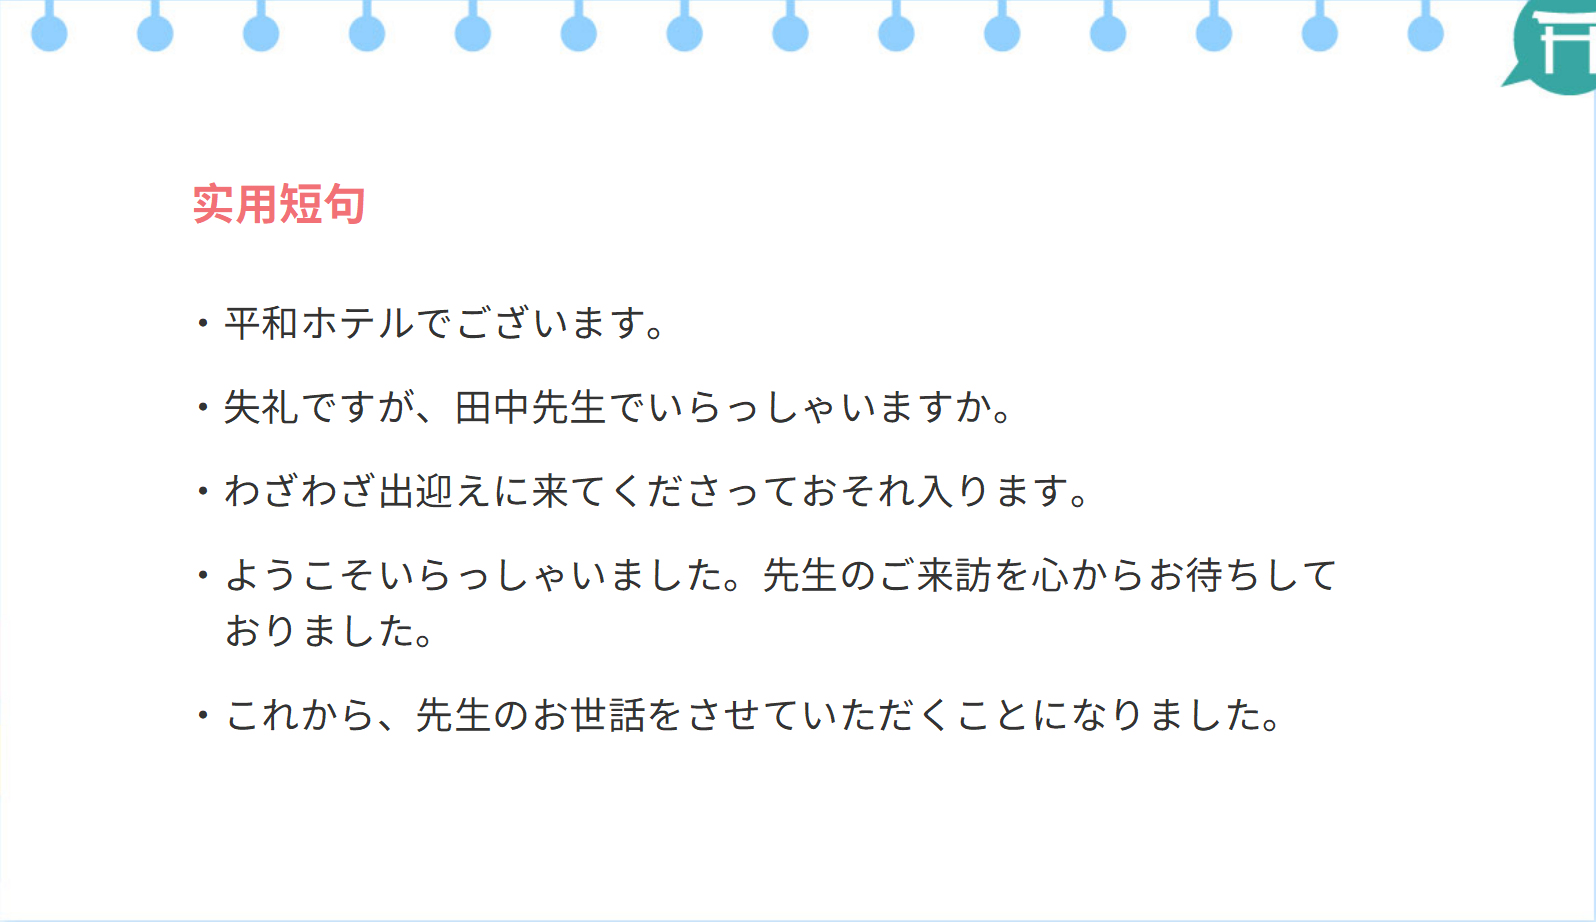 实用短句
・平和ホテルでございます。
・失礼ですが、田中先生でいらっしゃいますか。
・わざわざ出迎えに来てくださっておそれ入ります。
・ようこそいらっしゃいました。先生のご来訪を心からお待ちして
おりました。
・これから、先生のお世話をさせていただくことになりました。